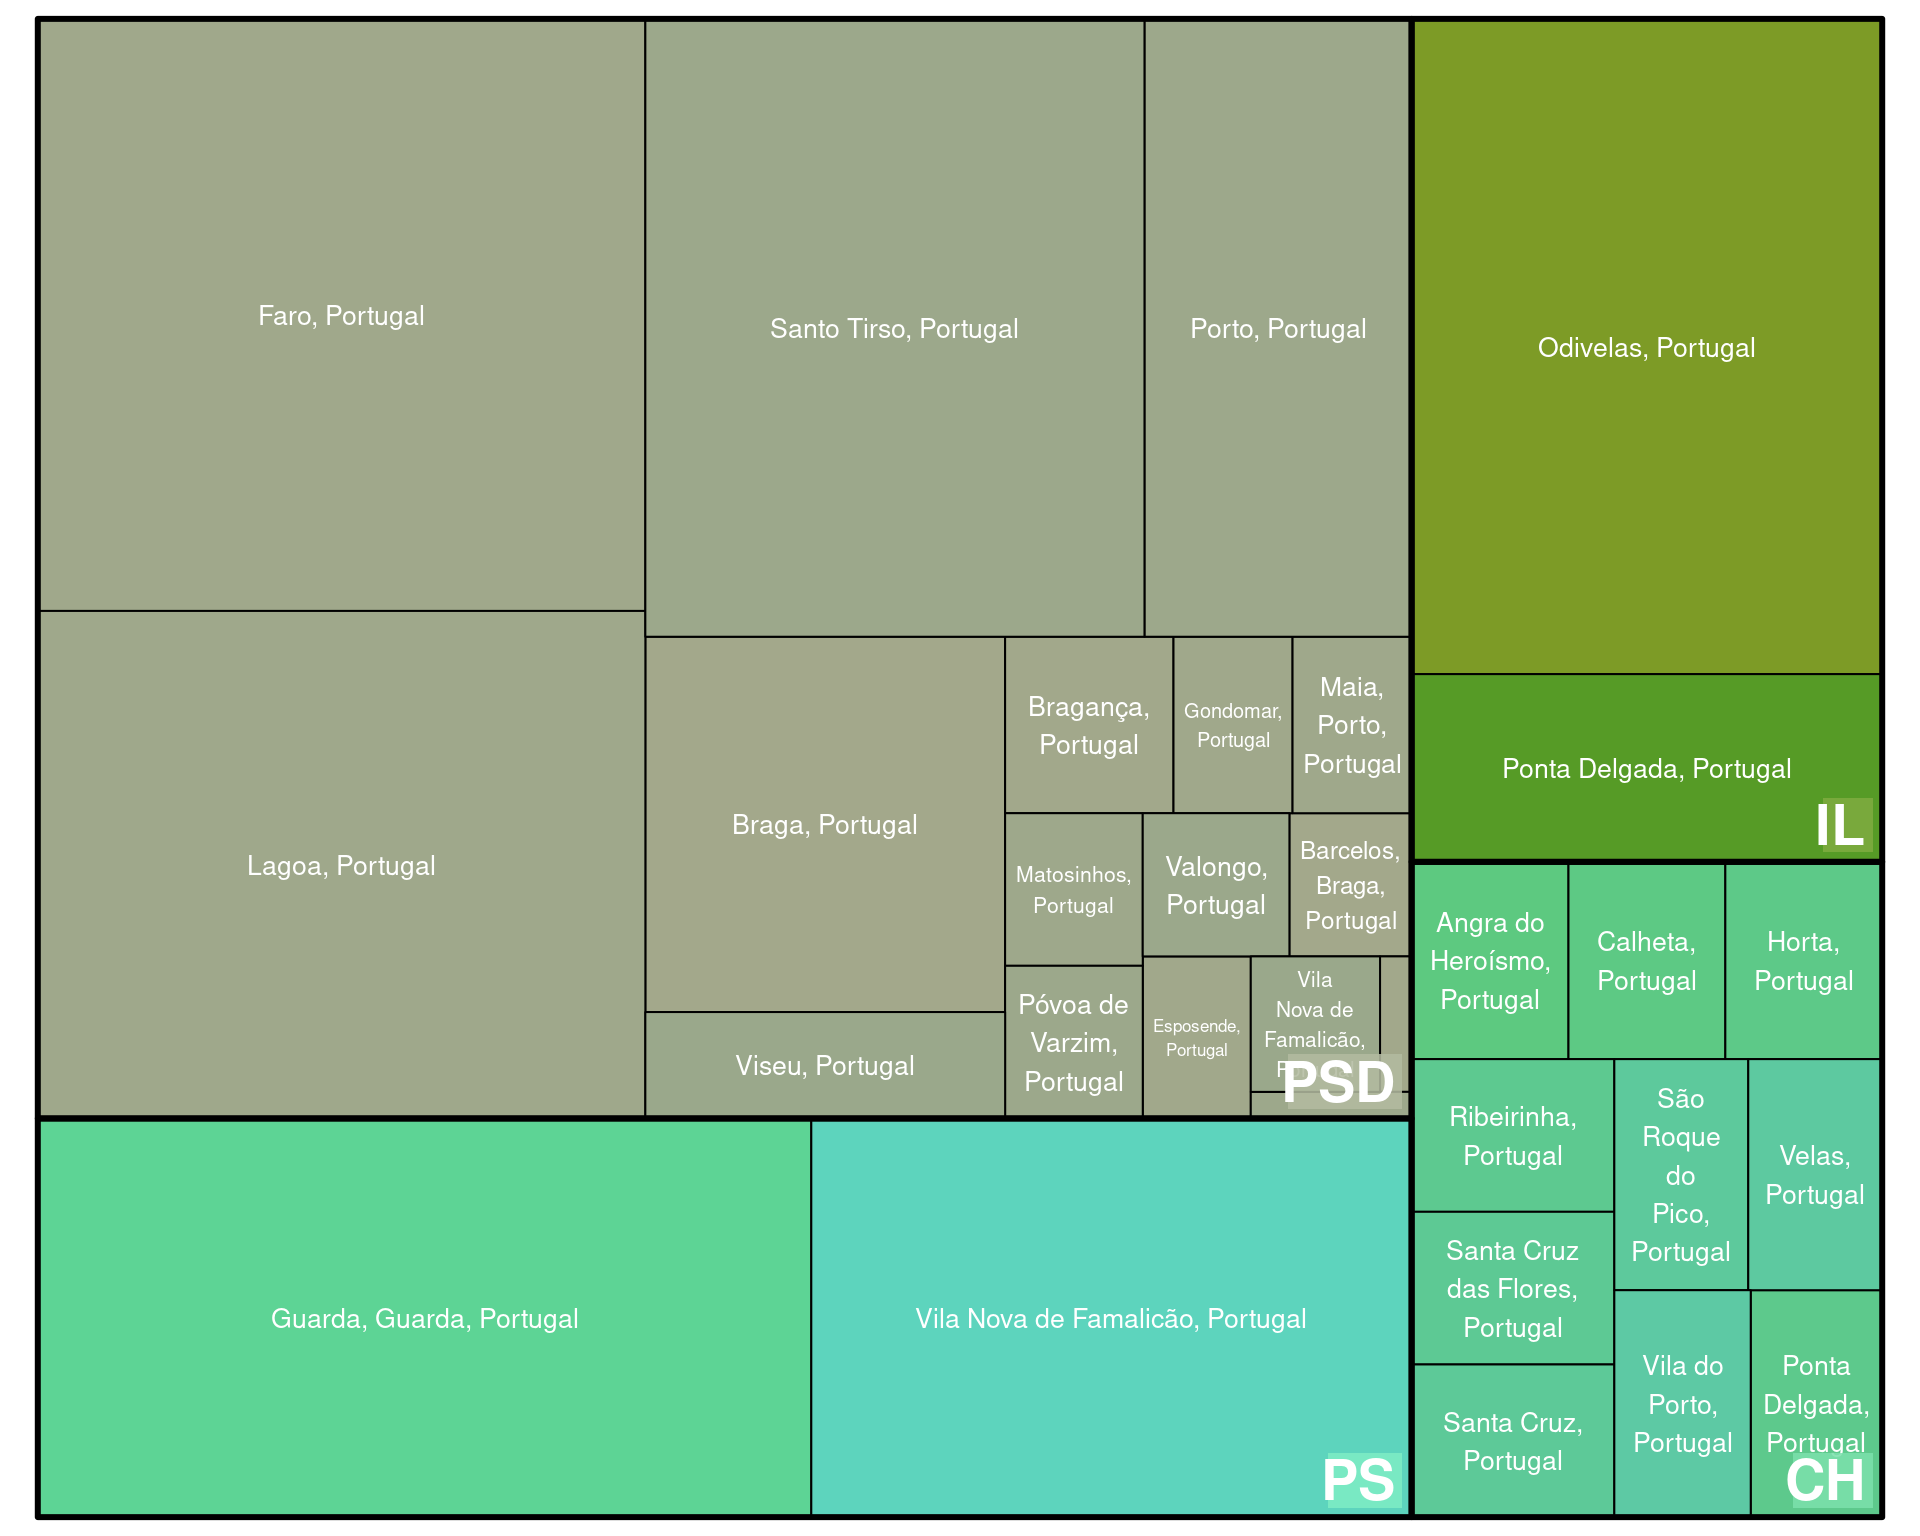 Faro, Portugal
Santo Tirso, Portugal
Porto, Portugal
Odivelas, Portugal
Lagoa, Portugal
Braga, Portugal
Bragança,
Portugal
Gondomar,
Portugal
Maia,
Porto,
Portugal
Ponta Delgada, Portugal
IL
Matosinhos,
Portugal
Valongo,
Portugal
Barcelos,
Braga,
Portugal
Viseu, Portugal
Póvoa de
Varzim,
Portugal
Esposende,
Portugal
Vila
Nova de
Famalicão,
PSD
Angra do
Heroísmo,
Portugal
Calheta,
Portugal
Horta,
Portugal
Ribeirinha,
Portugal
São
Roque
do
Pico,
Portugal
Velas,
Portugal
Santa Cruz
das Flores,
Portugal
Santa Cruz,
Portugal
Vila do
Porto,
Portugal
Ponta
Delgada,
Portugal
CH
Guarda, Guarda, Portugal
Vila Nova de Famalicão, Portugal
PS